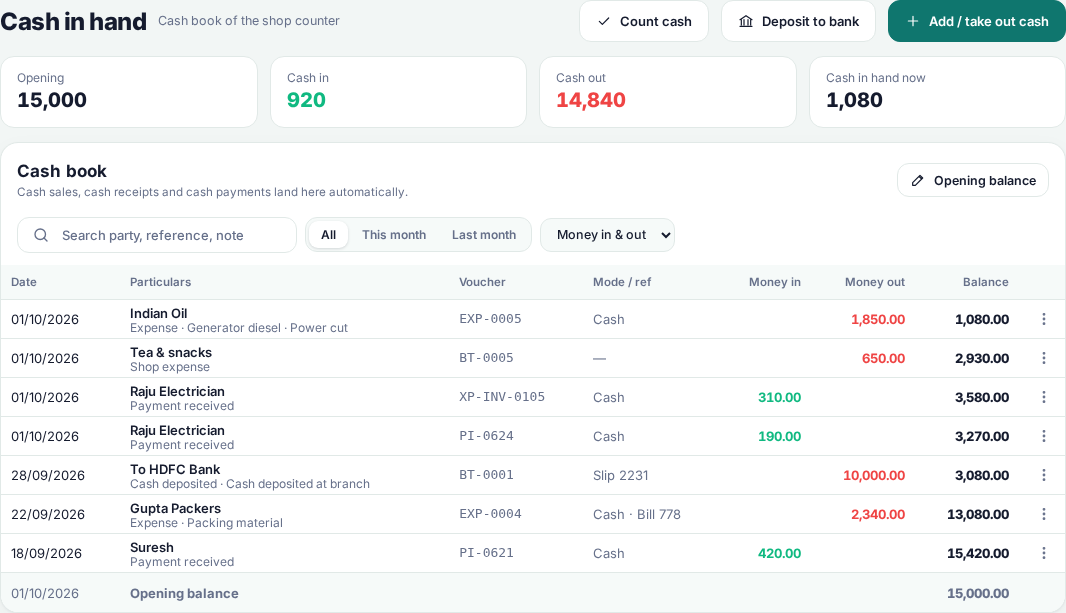 Cash in hand Cash book of the shop counter Count cash Deposit to bank Add / take out cash
Opening Cash in Cash out Cash in hand now
15,000 920 14,840 1,080
Cash book
Cash sales, cash receipts and cash payments land here automatically.
Opening balance
Search party, reference, note All This month Last month Money in & out
Date Particulars Voucher Mode / ref Money in Money out Balance
01/10/2026 Indian Oil EXP-0005 Cash 1,850.00 1,080.00
Expense · Generator diesel · Power cut
01/10/2026 Tea & snacks BT-0005 — 650.00 2,930.00
Shop expense
01/10/2026 Raju Electrician XP-INV-0105 Cash 310.00 3,580.00
Payment received
01/10/2026 Raju Electrician PI-0624 Cash 190.00 3,270.00
Payment received
28/09/2026 To HDFC Bank BT-0001 Slip 2231 10,000.00 3,080.00
Cash deposited · Cash deposited at branch
22/09/2026 Gupta Packers EXP-0004 Cash · Bill 778 2,340.00 13,080.00
Expense · Packing material
18/09/2026 Suresh PI-0621 Cash 420.00 15,420.00
Payment received
01/10/2026 Opening balance 15,000.00